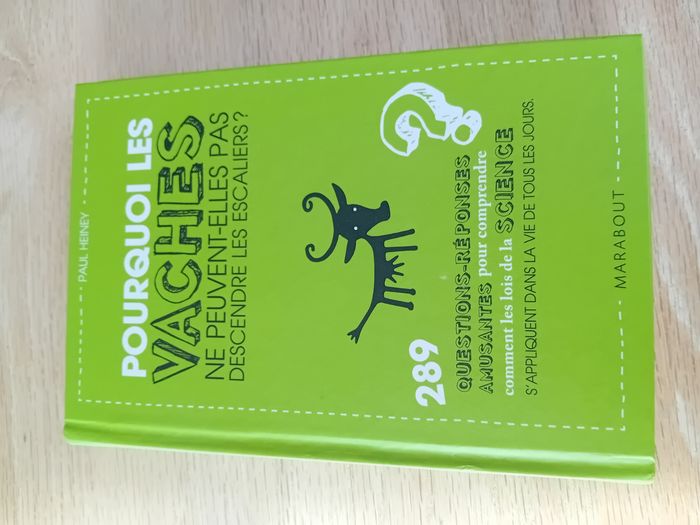 PAUL HEINEY
POURQUOI LES
VACHES
NE PEUVENT-ELLES PAS
DESCENDRE LES ESCALIERS ?
?
289
QUESTIONS-RÉPONSES
AMUSANTES pour comprendre
comment les lois de la SCIENCE
S'APPLIQUENT DANS LA VIE DE TOUS LES JOURS.
MARABOUT